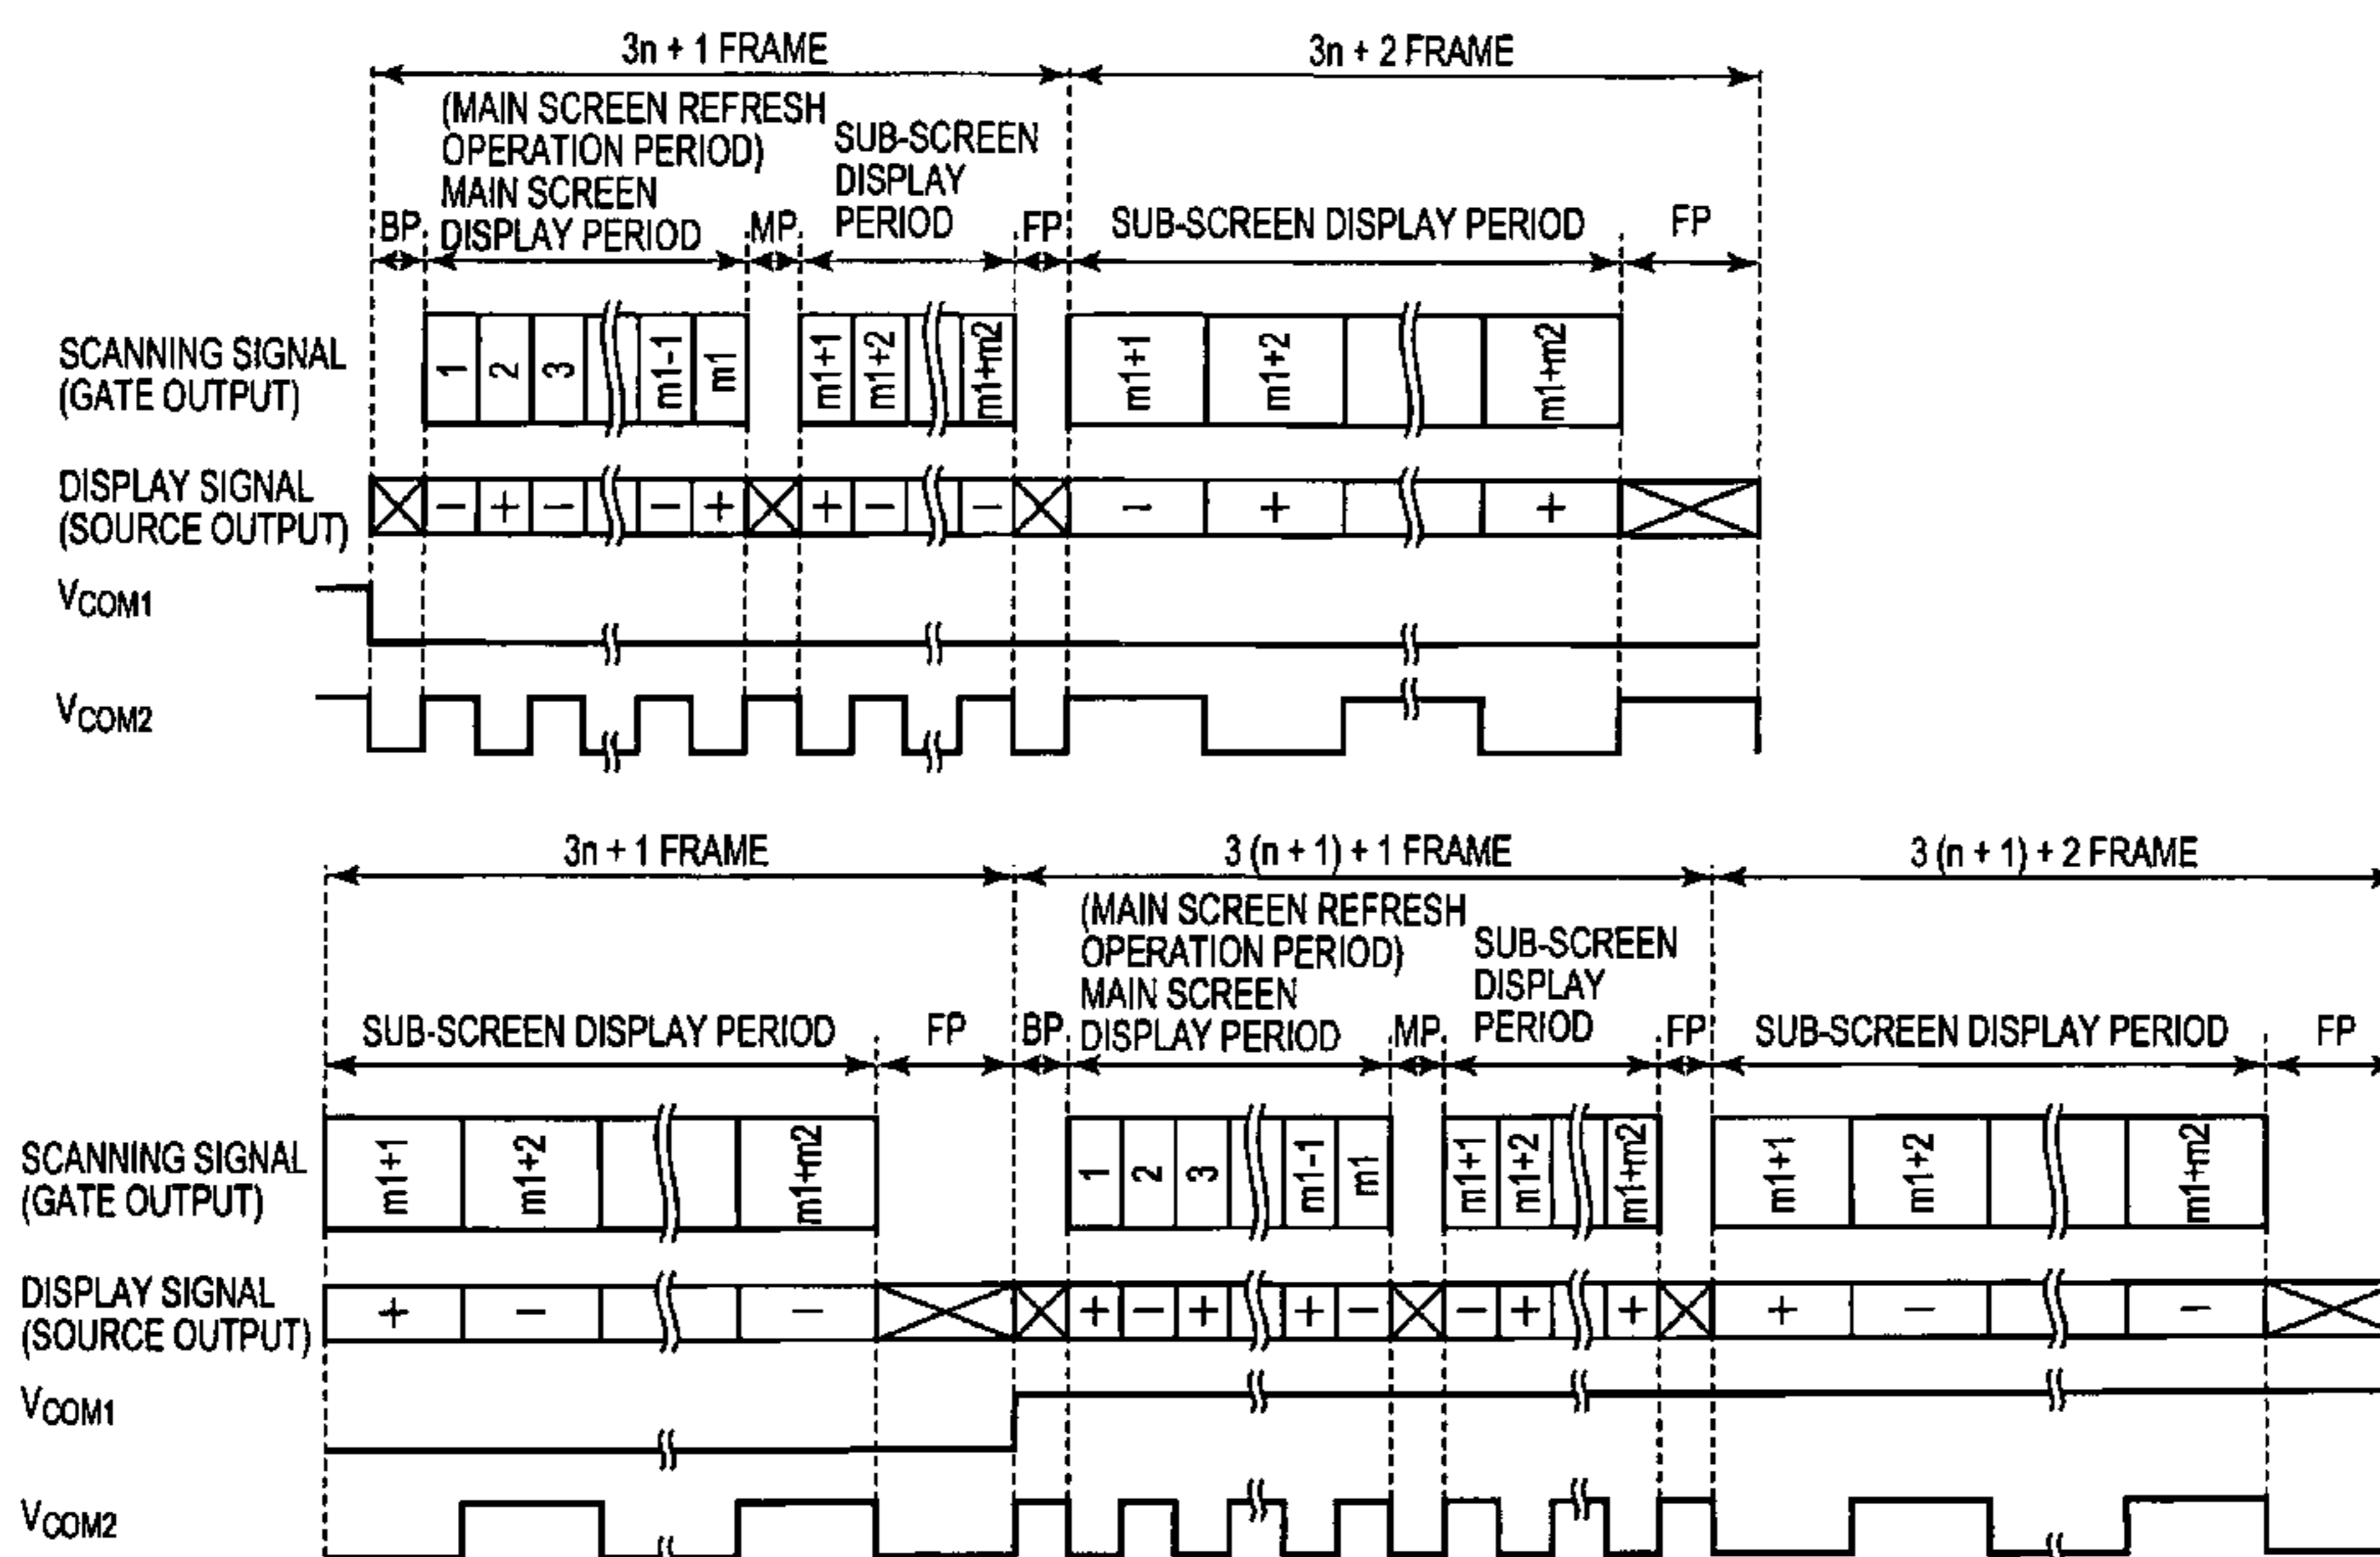 3n + 1 FRAME
3n + 2 FRAME
(MAIN SCREEN REFRESH
OPERATION PERIOD)
MAIN SCREEN
DISPLAY PERIOD
SUB-SCREEN
DISPLAY
PERIOD
BP
MP
FP
SUB-SCREEN DISPLAY PERIOD
FP
SCANNING SIGNAL
(GATE OUTPUT)
1 2 3 m1-1 m1 m1+1 m1+2 m1+m2 m1+1 m1+2 m1+m2
DISPLAY SIGNAL
(SOURCE OUTPUT)
− + − − + + − − − + +
VCOM1
VCOM2
3n + 1 FRAME
3 (n + 1) + 1 FRAME
3 (n + 1) + 2 FRAME
(MAIN SCREEN REFRESH
OPERATION PERIOD)
MAIN SCREEN
DISPLAY PERIOD
SUB-SCREEN
DISPLAY
PERIOD
SUB-SCREEN DISPLAY PERIOD
FP
BP
MP
FP
SUB-SCREEN DISPLAY PERIOD
FP
SCANNING SIGNAL
(GATE OUTPUT)
m1+1 m1+2 m1+m2 1 2 3 m1-1 m1 m1+1 m1+2 m1+m2 m1+1 m1+2 m1+m2
DISPLAY SIGNAL
(SOURCE OUTPUT)
+ − − + − + + − − + + + − −
VCOM1
VCOM2